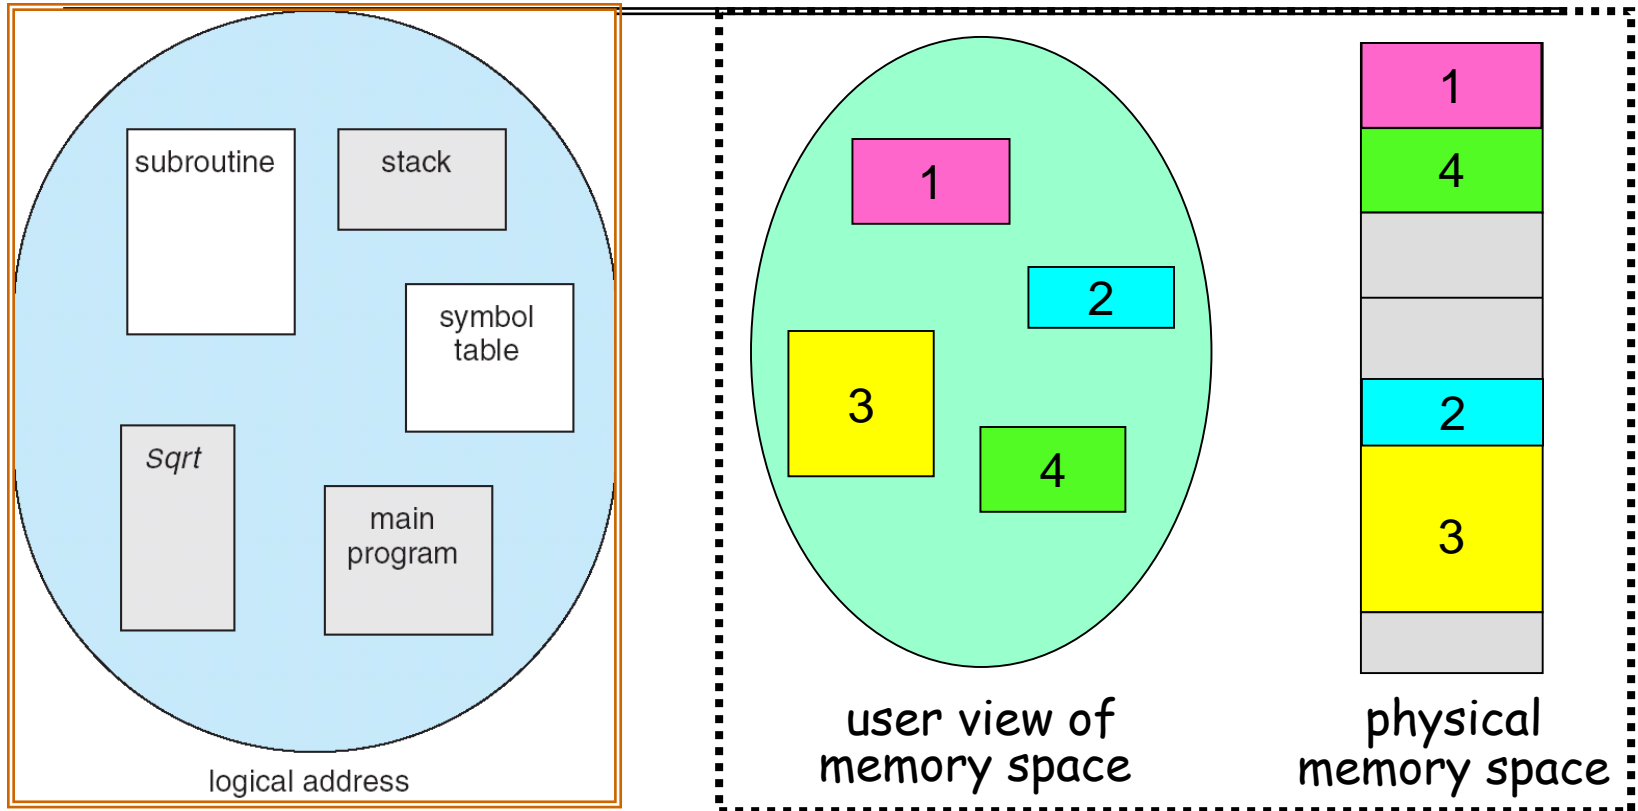 subroutine
stack
symbol
table
Sqrt
main
program
logical address
1
2
3
4
user view of
memory space
1
4
2
3
physical
memory space